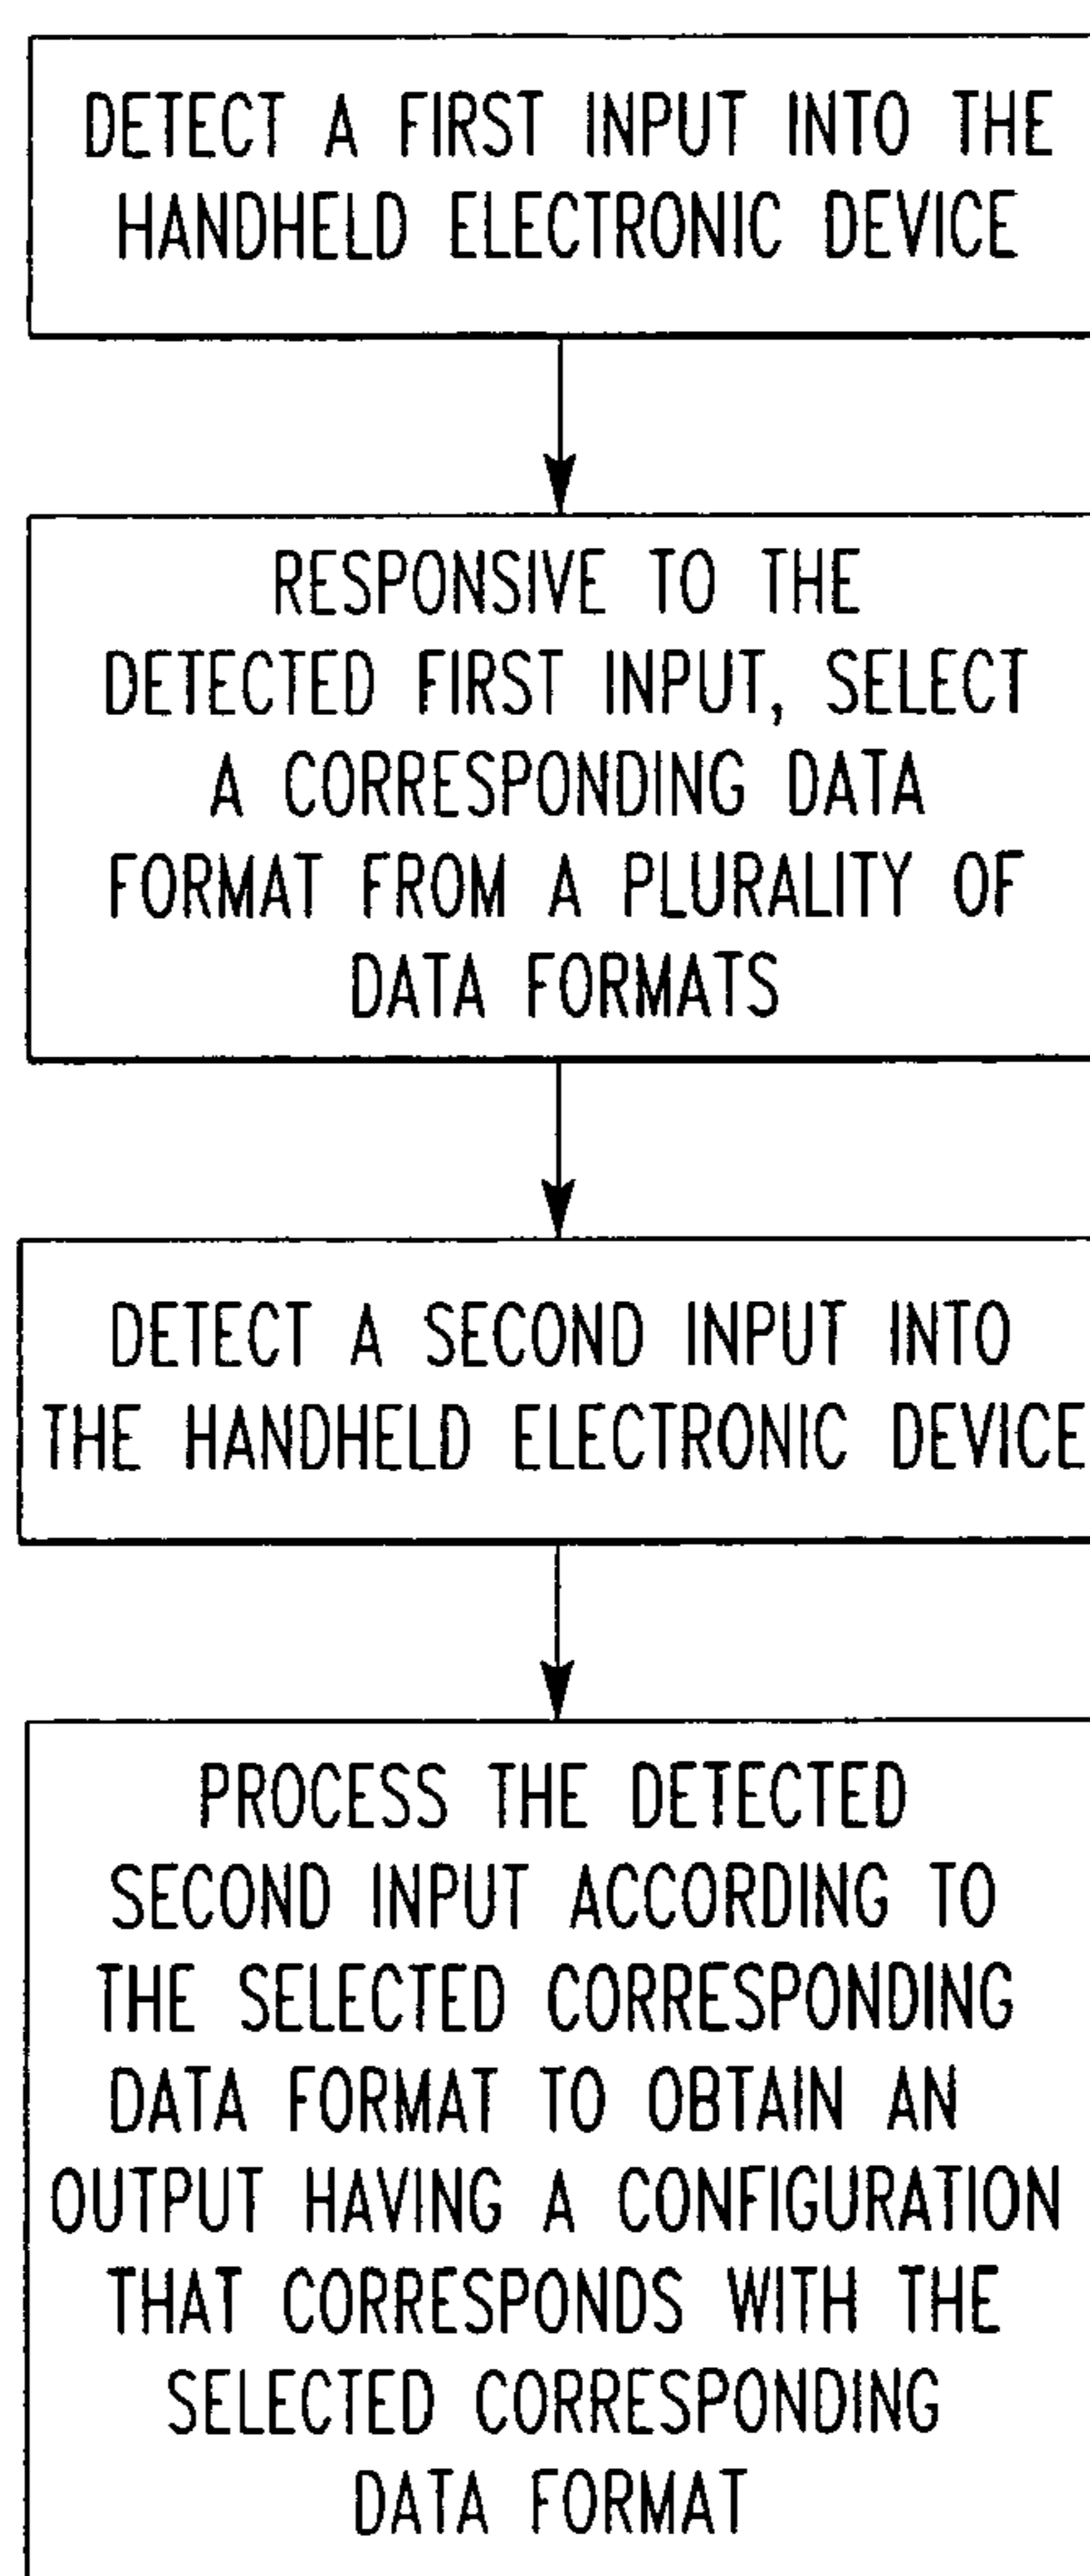 DETECT A FIRST INPUT INTO THE
HANDHELD ELECTRONIC DEVICE
RESPONSIVE TO THE
DETECTED FIRST INPUT, SELECT
A CORRESPONDING DATA
FORMAT FROM A PLURALITY OF
DATA FORMATS
DETECT A SECOND INPUT INTO
THE HANDHELD ELECTRONIC DEVICE
PROCESS THE DETECTED
SECOND INPUT ACCORDING TO
THE SELECTED CORRESPONDING
DATA FORMAT TO OBTAIN AN
OUTPUT HAVING A CONFIGURATION
THAT CORRESPONDS WITH THE
SELECTED CORRESPONDING
DATA FORMAT